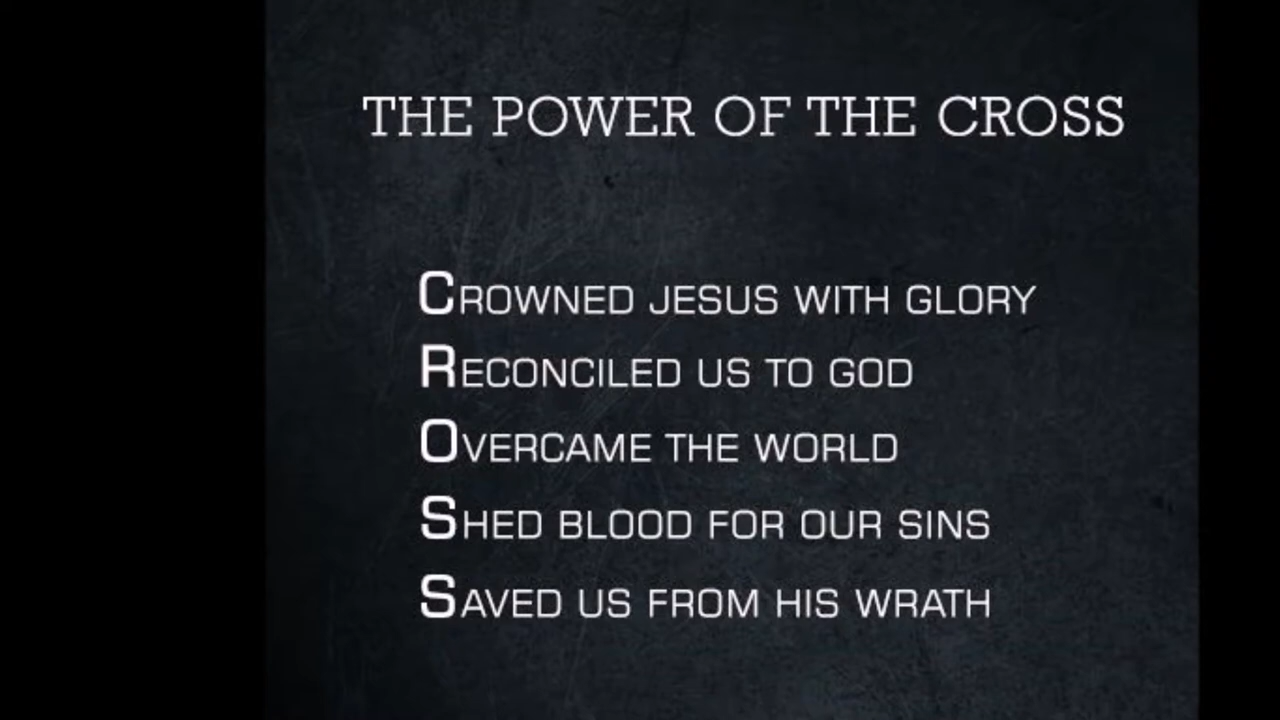 THE POWER OF THE CROSS
CROWNED JESUS WITH GLORY
RECONCILED US TO GOD
OVERCAME THE WORLD
SHED BLOOD FOR OUR SINS
SAVED US FROM HIS WRATH